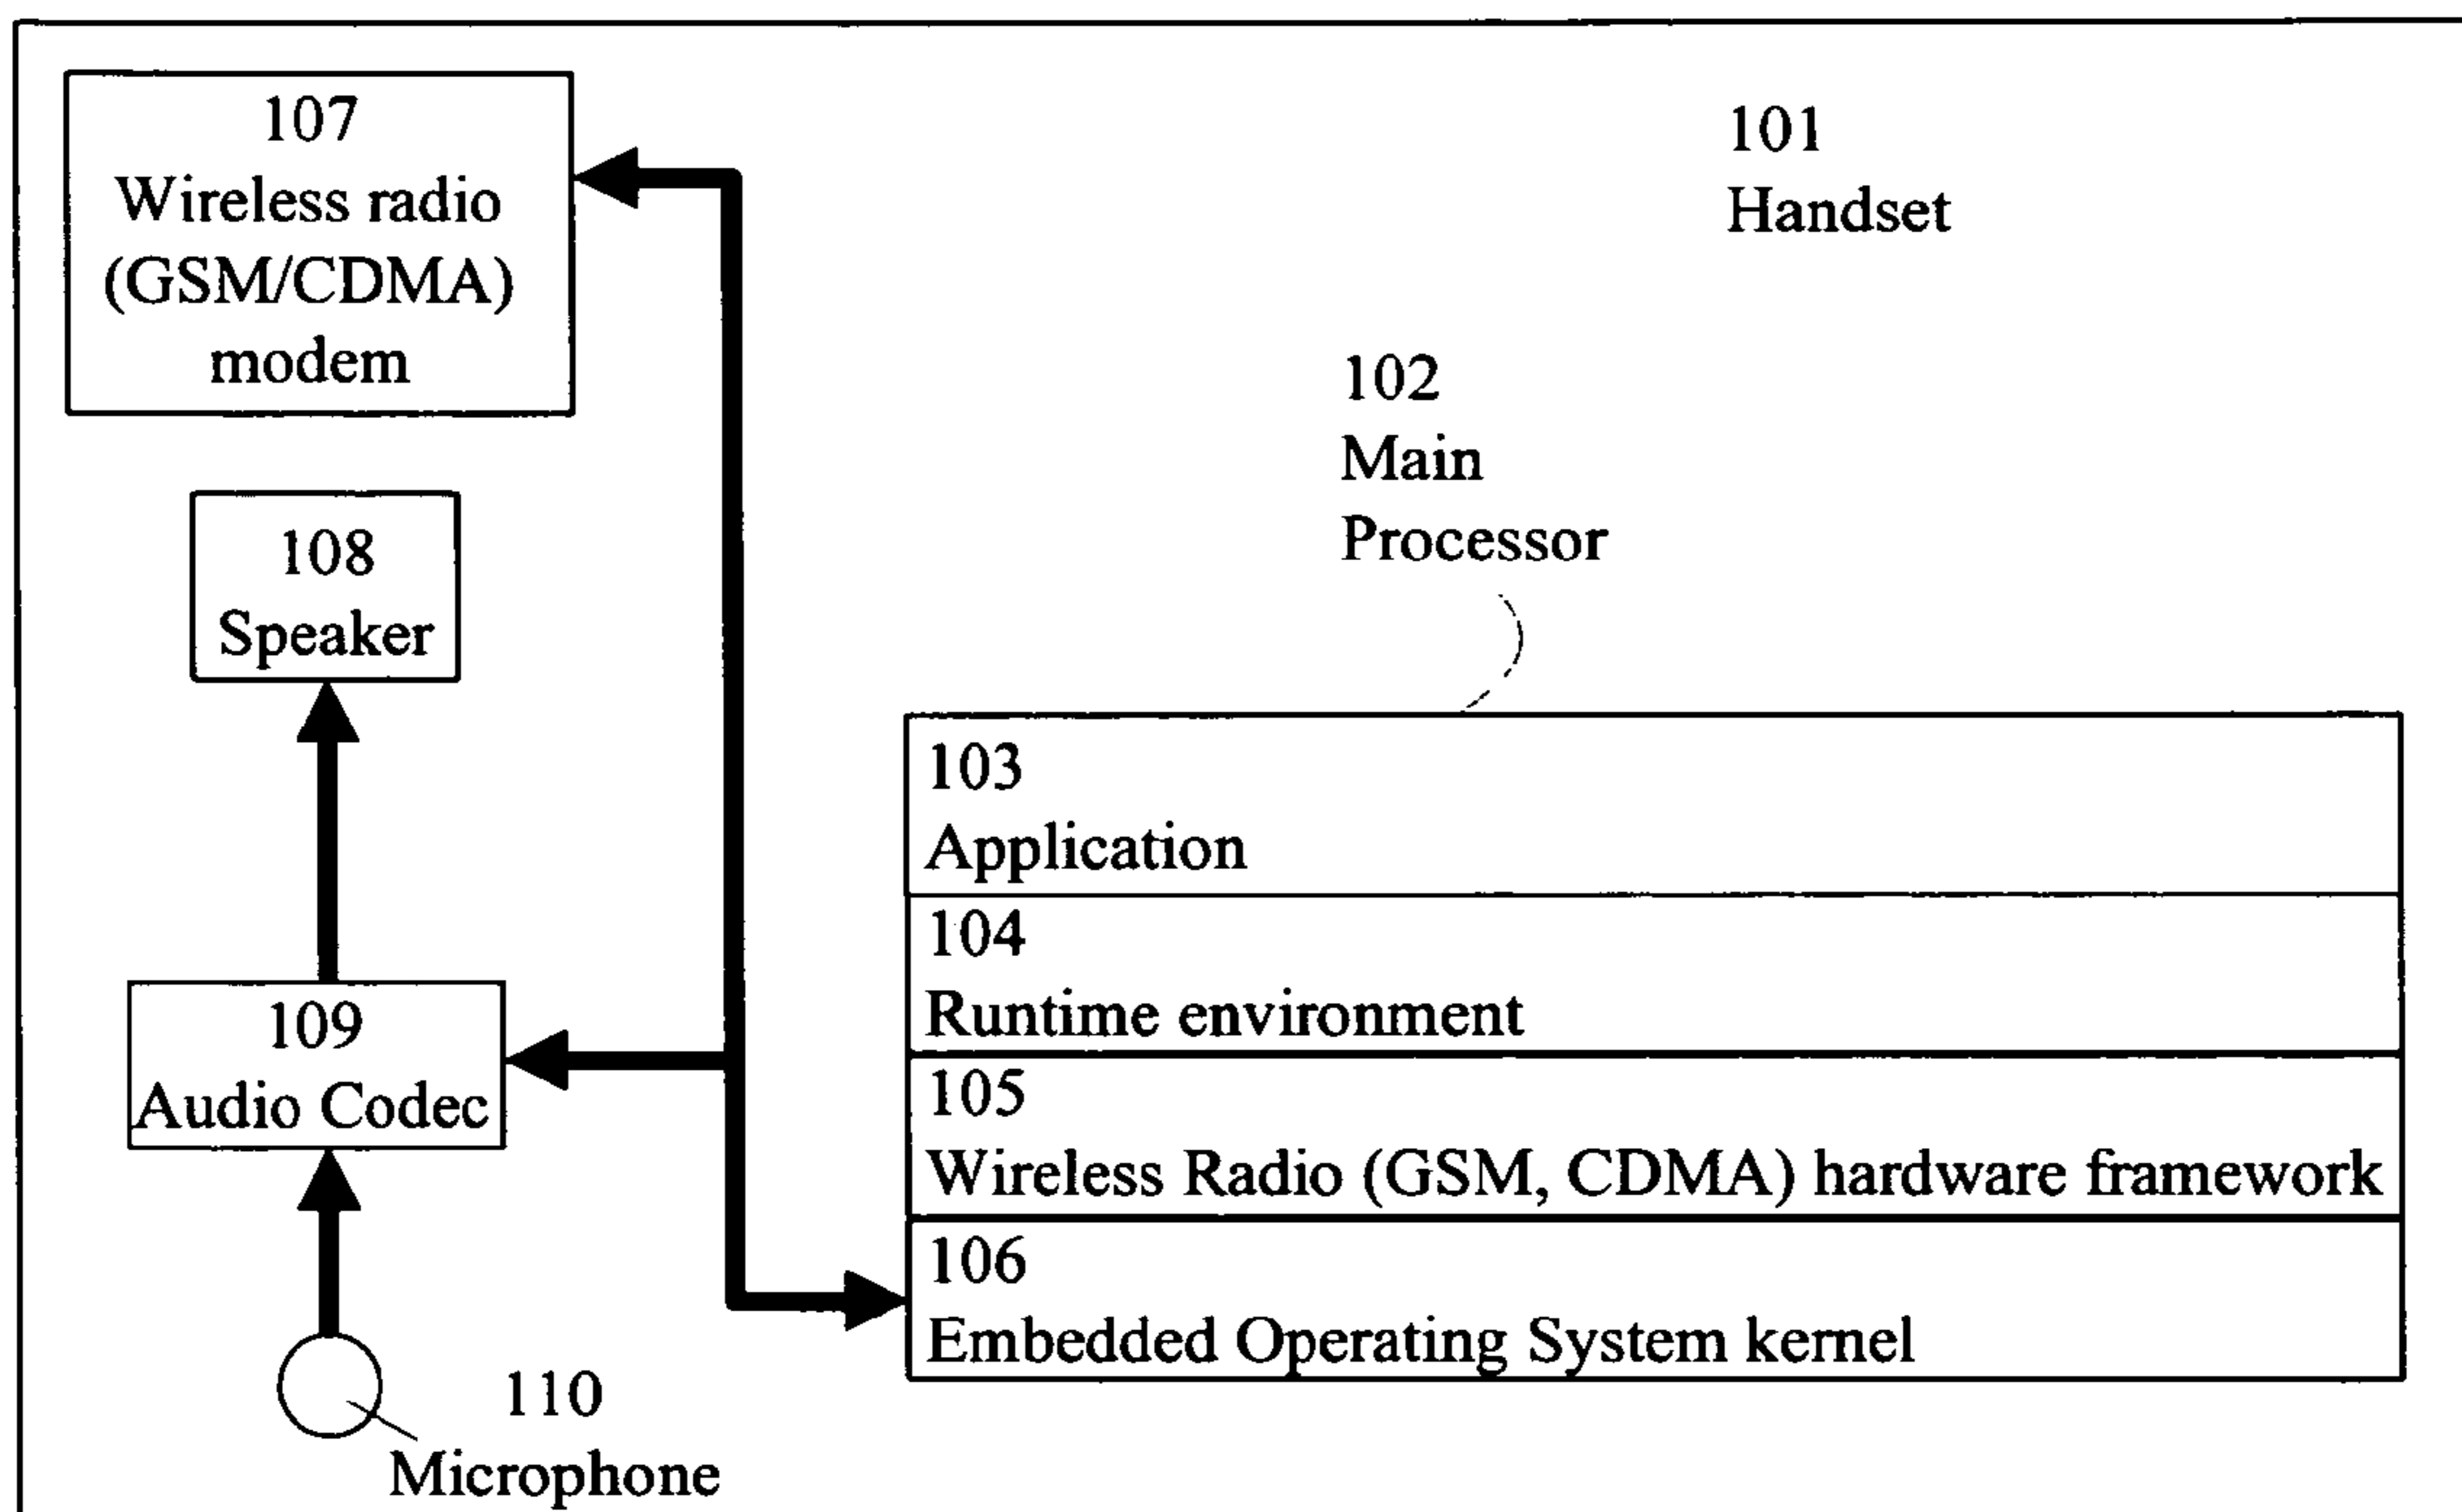 107
Wireless radio
(GSM/CDMA)
modem
101
Handset
102
Main
Processor
108
Speaker
103
Application
104
Runtime environment
109
Audio Codec
105
Wireless Radio (GSM, CDMA) hardware framework
106
Embedded Operating System kernel
110
Microphone